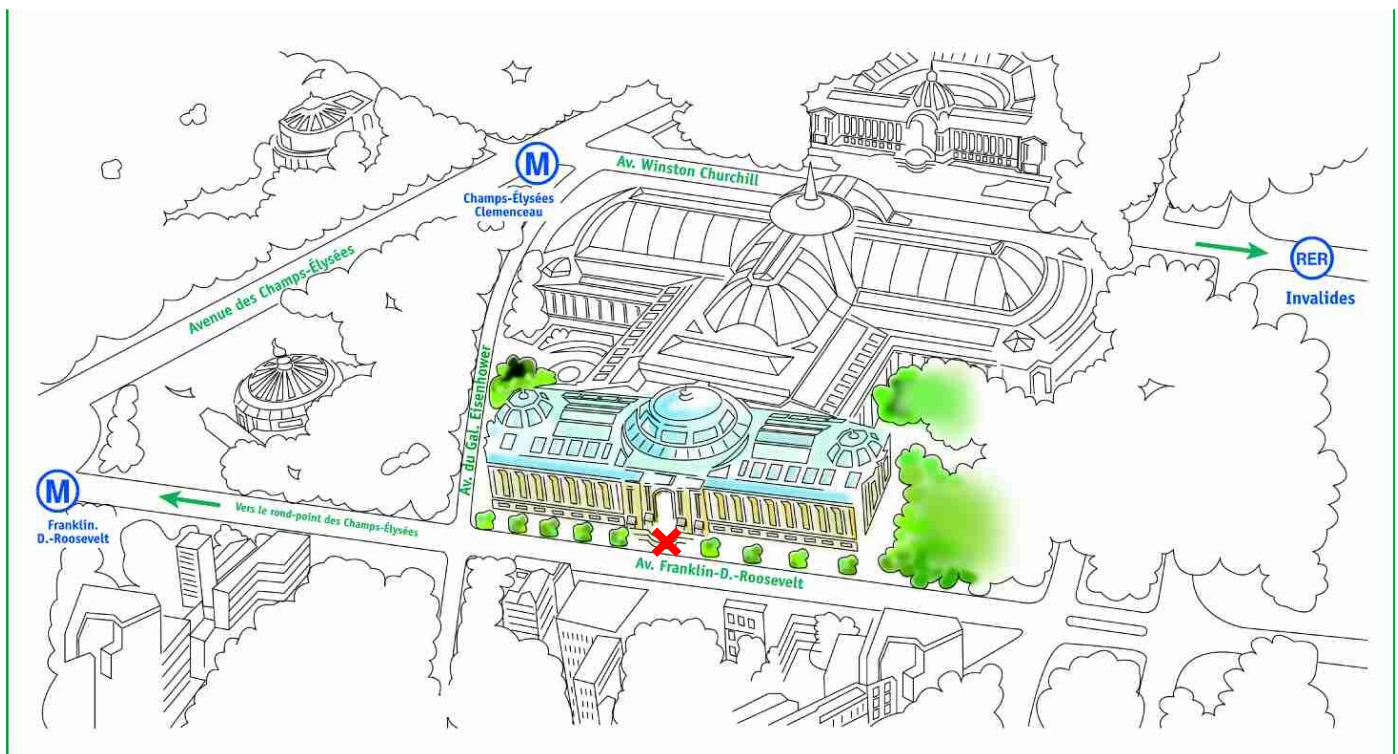 M
Champs-Élysées
Clemenceau
Av. Winston Churchill
RER
Invalides
Avenue des Champs-Élysées
Av. du Gal. Eisenhower
M
Franklin.
D.-Roosevelt
Vers le rond-point des Champs-Élysées
Av. Franklin-D.-Roosevelt